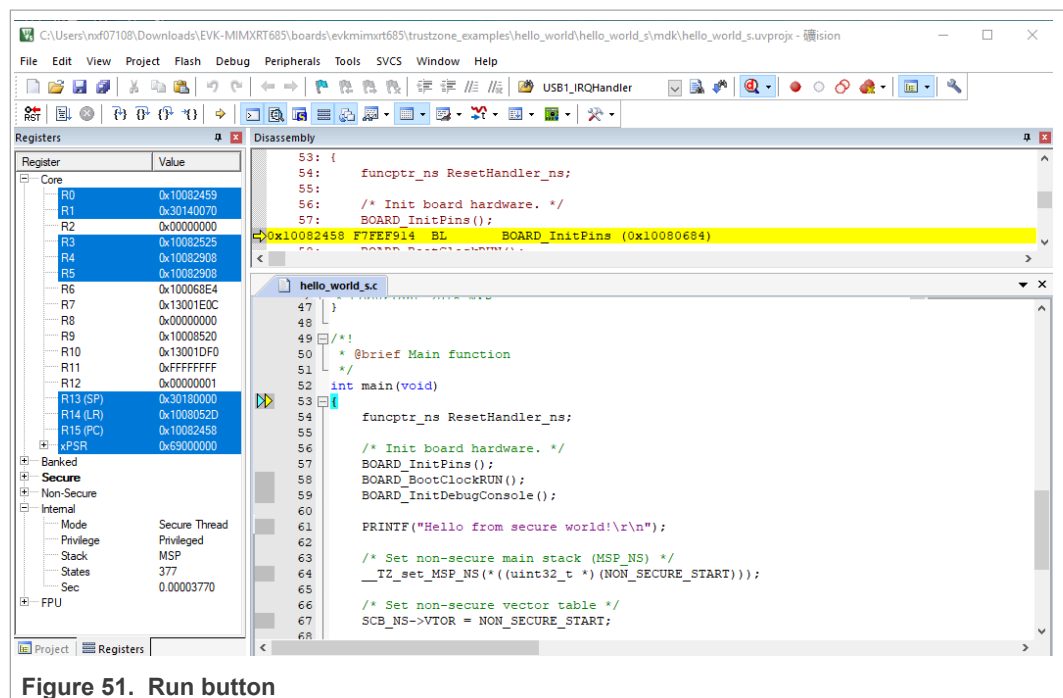 C:\Users\nxf07108\Downloads\EVK-MIMXRT685\boards\evkmimxrt685\trustzone_examples\hello_world\hello_world_s\mdk\hello_world_s.uvprojx - 礦ision
File Edit View Project Flash Debug Peripherals Tools SVCS Window Help
USB1_IRQHandler
RST
Registers
Register Value
Core
R0 0x10082459
R1 0x30140070
R2 0x00000000
R3 0x10082525
R4 0x10082908
R5 0x10082908
R6 0x100068E4
R7 0x13001E0C
R8 0x00000000
R9 0x10008520
R10 0x13001DF0
R11 0xFFFFFFFF
R12 0x00000001
R13 (SP) 0x30180000
R14 (LR) 0x1008052D
R15 (PC) 0x10082458
xPSR 0x69000000
Banked
Secure
Non-Secure
Internal
Mode Secure Thread
Privilege Privileged
Stack MSP
States 377
Sec 0.00003770
FPU
Project Registers
Disassembly
53: {
54: funcptr_ns ResetHandler_ns;
55:
56: /* Init board hardware. */
57: BOARD_InitPins();
0x10082458 F7FEF914 BL BOARD_InitPins (0x10080684)
hello_world_s.c
47 }
48
49 /*!
50 * @brief Main function
51 */
52 int main(void)
53 {
54 funcptr_ns ResetHandler_ns;
55
56 /* Init board hardware. */
57 BOARD_InitPins();
58 BOARD_BootClockRUN();
59 BOARD_InitDebugConsole();
60
61 PRINTF("Hello from secure world!\r\n");
62
63 /* Set non-secure main stack (MSP_NS) */
64 __TZ_set_MSP_NS(*((uint32_t *)(NON_SECURE_START)));
65
66 /* Set non-secure vector table */
67 SCB_NS->VTOR = NON_SECURE_START;
68
Figure 51. Run button